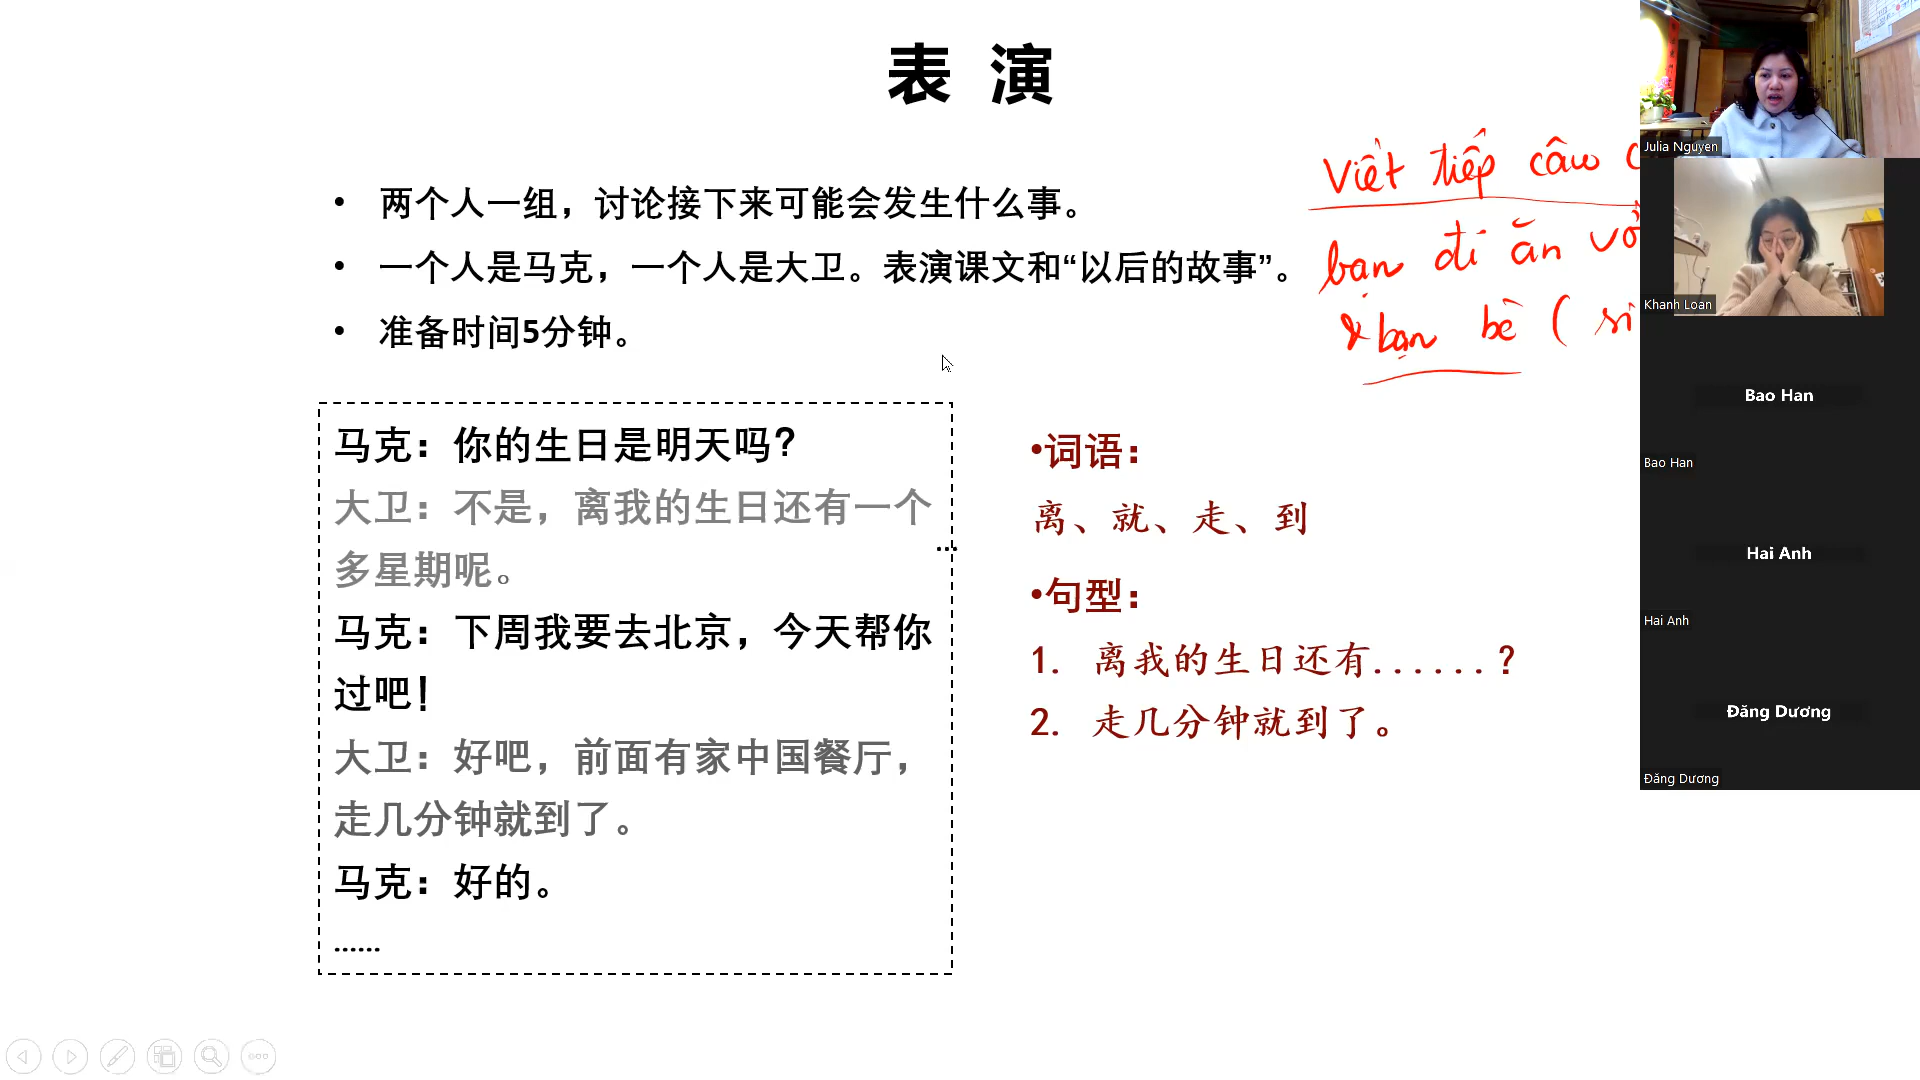 表 演
• 两个人一组，讨论接下来可能会发生什么事。
• 一个人是马克，一个人是大卫。表演课文和“以后的故事”。
• 准备时间5分钟。
Viết tiếp câu
bạn đi ăn
& bạn bè (
马克：你的生日是明天吗？
大卫：不是，离我的生日还有一个
多星期呢。
马克：下周我要去北京，今天帮你
过吧！
大卫：好吧，前面有家中国餐厅，
走几分钟就到了。
马克：好的。
......
...
•词语：
离、就、走、到
•句型：
1. 离我的生日还有......？
2. 走几分钟就到了。
Julia Nguyen
Khanh Loan
Bao Han
Bao Han
Hai Anh
Hai Anh
Đăng Dương
Đăng Dương